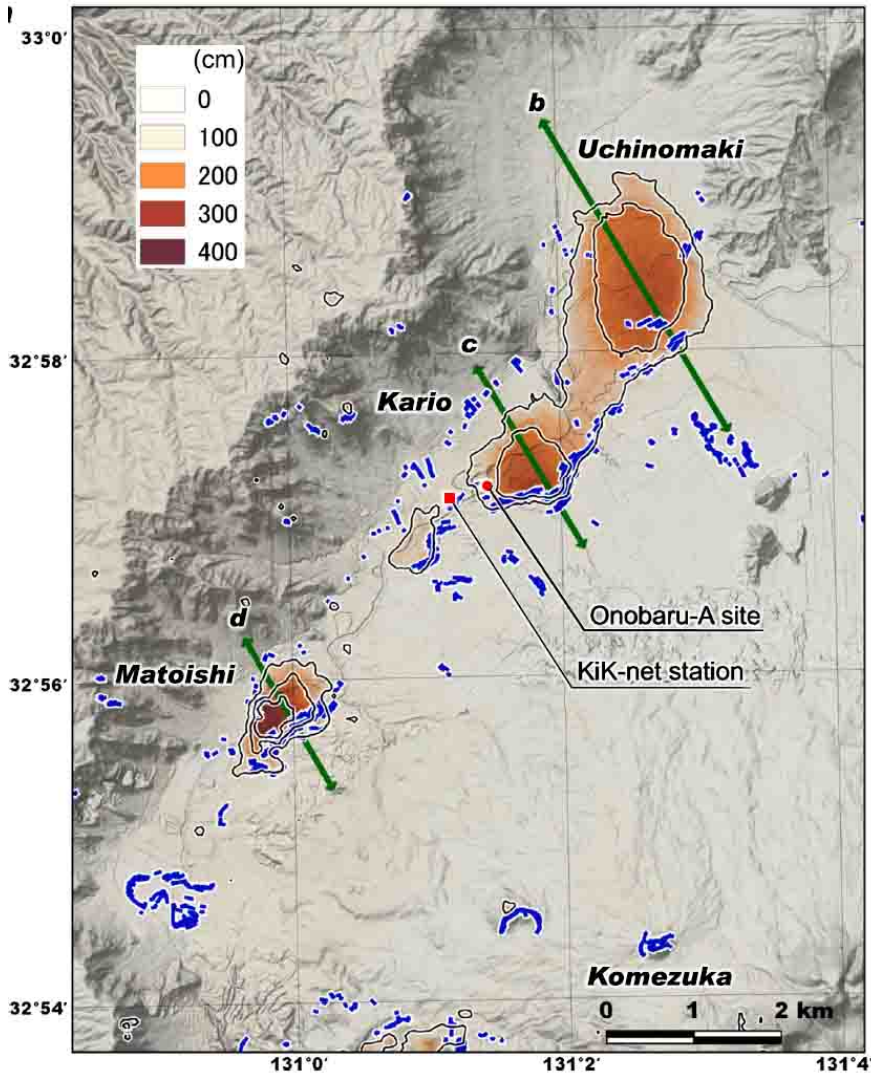 33°0'
(cm)
0
100
200
300
400
b
Uchinomaki
32°58'
c
Kario
Onobaru-A site
d
KiK-net station
Matoishi
32°56'
Komezuka
32°54'
0 1 2 km
131°0' 131°2' 131°4'